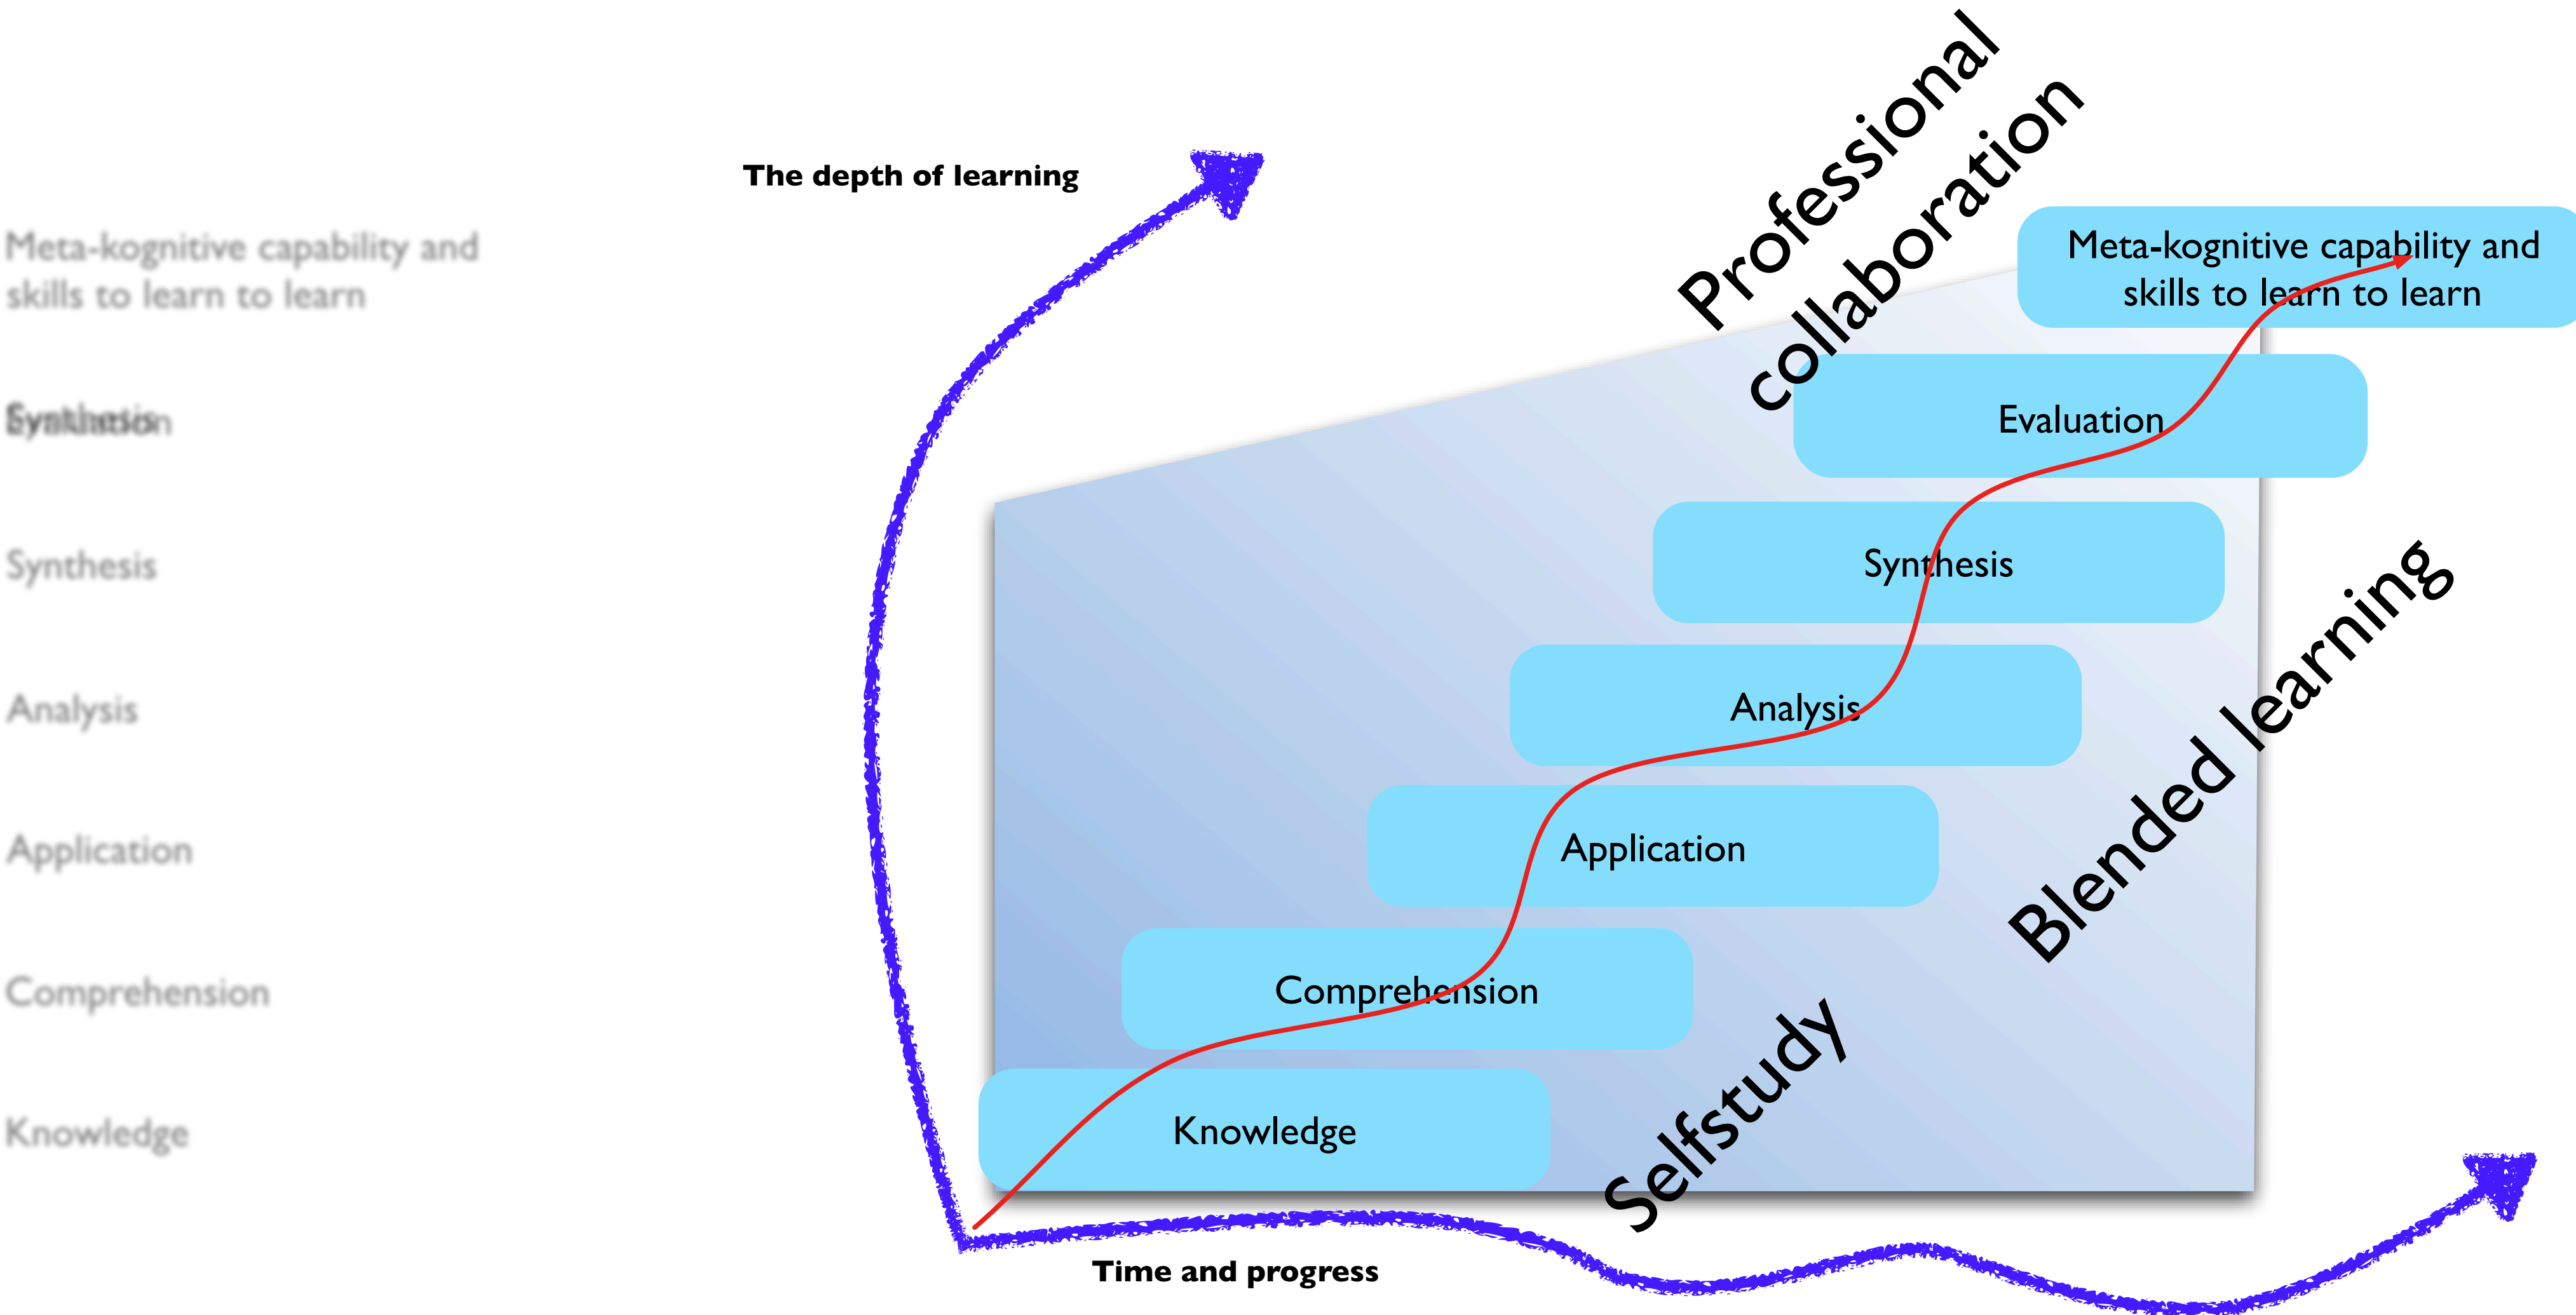 The depth of learning
Professional
collaboration
Meta-kognitive capability and
skills to learn to learn
Meta-kognitive capability and
skills to learn to learn
Synthesis
Evaluation
Evaluation
Synthesis
Synthesis
Analysis
Analysis
Blended learning
Application
Application
Comprehension
Comprehension
Selfstudy
Knowledge
Knowledge
Time and progress